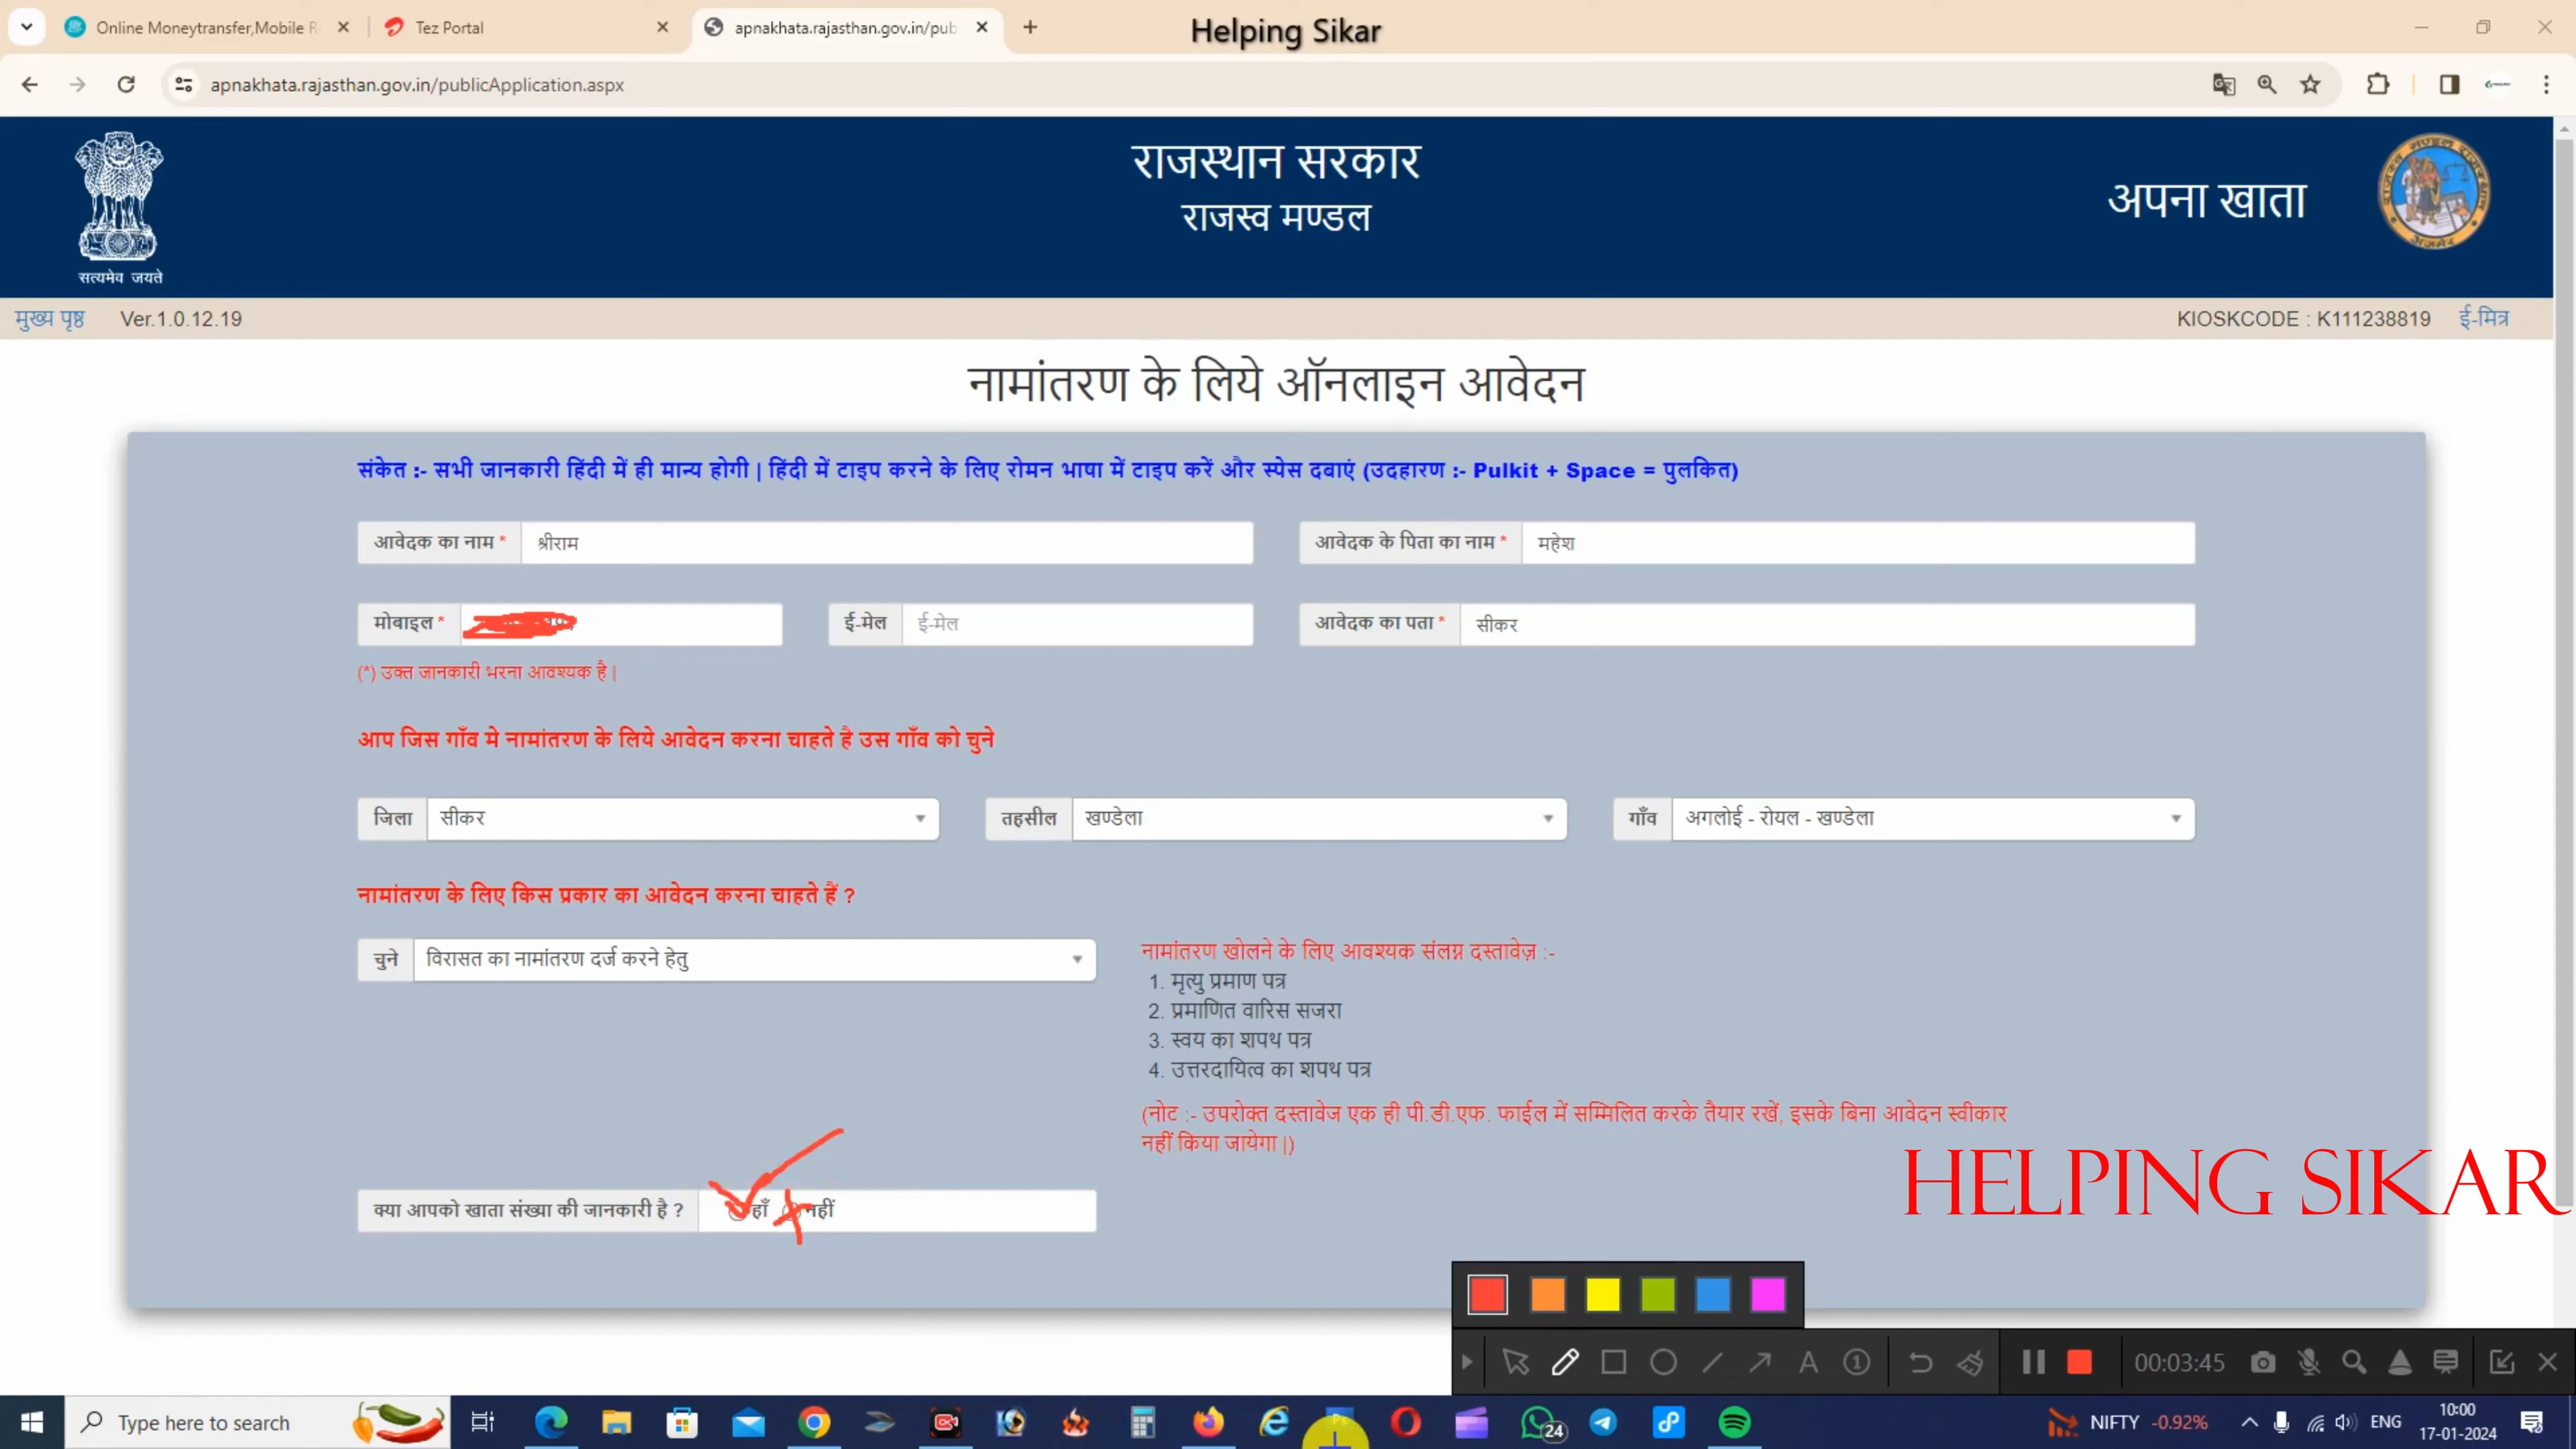 Online Moneytransfer,Mobile R
Tez Portal
apnakhata.rajasthan.gov.in/pub
Helping Sikar
apnakhata.rajasthan.gov.in/publicApplication.aspx
राजस्थान सरकार
राजस्व मण्डल
अपना खाता
सत्यमेव जयते
मुख्य पृष्ठ Ver.1.0.12.19
KIOSKCODE : K111238819 ई-मित्र
नामांतरण के लिये ऑनलाइन आवेदन
संकेत :- सभी जानकारी हिंदी में ही मान्य होगी | हिंदी में टाइप करने के लिए रोमन भाषा में टाइप करें और स्पेस दबाएं (उदहारण :- Pulkit + Space = पुलकित)
आवेदक का नाम * श्रीराम
आवेदक के पिता का नाम * महेश
मोबाइल *
ई-मेल ई-मेल
आवेदक का पता * सीकर
(*) उक्त जानकारी भरना आवश्यक है |
आप जिस गाँव मे नामांतरण के लिये आवेदन करना चाहते है उस गाँव को चुने
जिला सीकर
तहसील खण्डेला
गाँव अगलोई - रोयल - खण्डेला
नामांतरण के लिए किस प्रकार का आवेदन करना चाहते हैं ?
चुने विरासत का नामांतरण दर्ज करने हेतु
नामांतरण खोलने के लिए आवश्यक संलग्न दस्तावेज़ :-
1. मृत्यु प्रमाण पत्र
2. प्रमाणित वारिस सजरा
3. स्वय का शपथ पत्र
4. उत्तरदायित्व का शपथ पत्र
(नोट :- उपरोक्त दस्तावेज एक ही पी.डी.एफ. फाईल में सम्मिलित करके तैयार रखें, इसके बिना आवेदन स्वीकार
नहीं किया जायेगा |)
HELPING SIKAR
क्या आपको खाता संख्या की जानकारी है ? हाँ नहीं
00:03:45
Type here to search
24
NIFTY -0.92%
ENG
10:00
17-01-2024